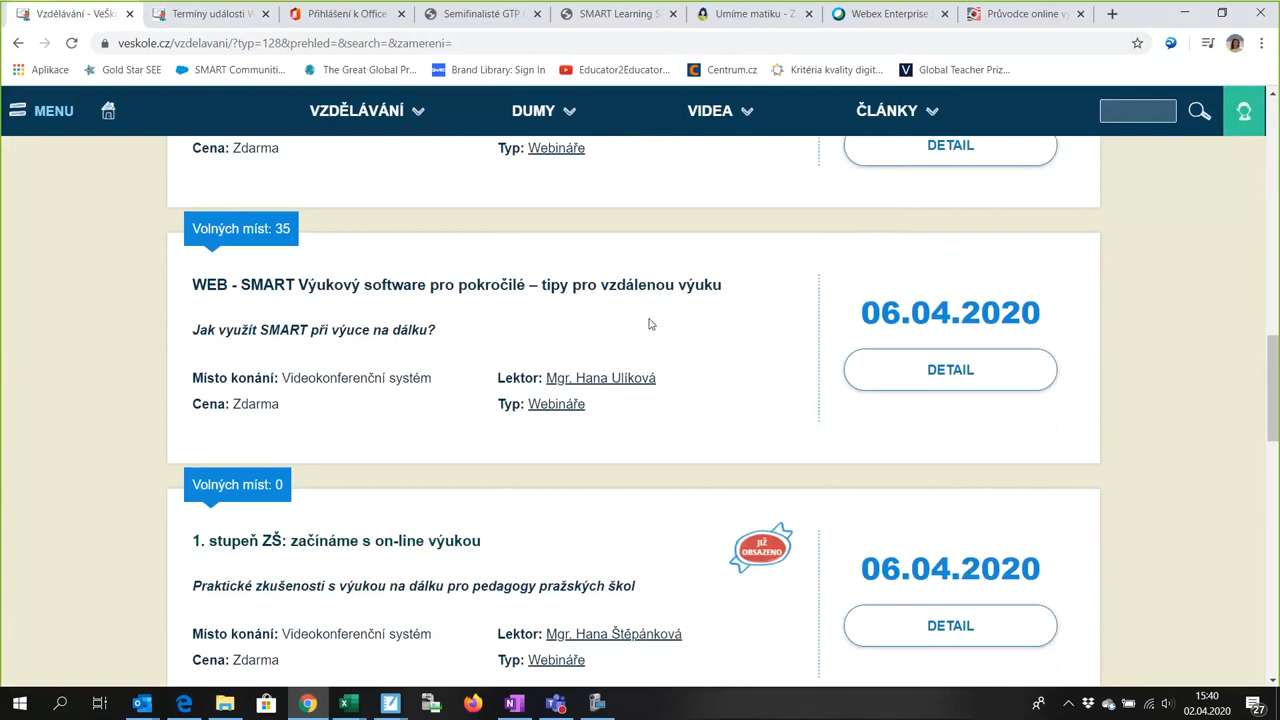 Vzdělávání - VeŠk
Termíny události W
Přihlášení k Office
Semifinalisté GTP C
SMART Learning S
Umíme matiku - Z
Webex Enterprise
Průvodce online v
veskole.cz/vzdelavani/?typ=128&prehled=&search=&zamereni=
Aplikace
Gold Star SEE
SMART Communiti...
The Great Global Pr...
Brand Library: Sign In
Educator2Educator...
Centrum.cz
Kritéria kvality digit...
Global Teacher Priz...
MENU
VZDĚLÁVÁNÍ
DUMY
VIDEA
ČLÁNKY
Cena: Zdarma
Typ: Webináře
DETAIL
Volných míst: 35
WEB - SMART Výukový software pro pokročilé – tipy pro vzdálenou výuku
06.04.2020
Jak využít SMART při výuce na dálku?
DETAIL
Místo konání: Videokonferenční systém
Lektor: Mgr. Hana Ulíková
Cena: Zdarma
Typ: Webináře
Volných míst: 0
1. stupeň ZŠ: začínáme s on-line výukou
JIŽ
OBSAZENO
06.04.2020
Praktické zkušenosti s výukou na dálku pro pedagogy pražských škol
DETAIL
Místo konání: Videokonferenční systém
Lektor: Mgr. Hana Štěpánková
Cena: Zdarma
Typ: Webináře
15:40
02.04.2020
27